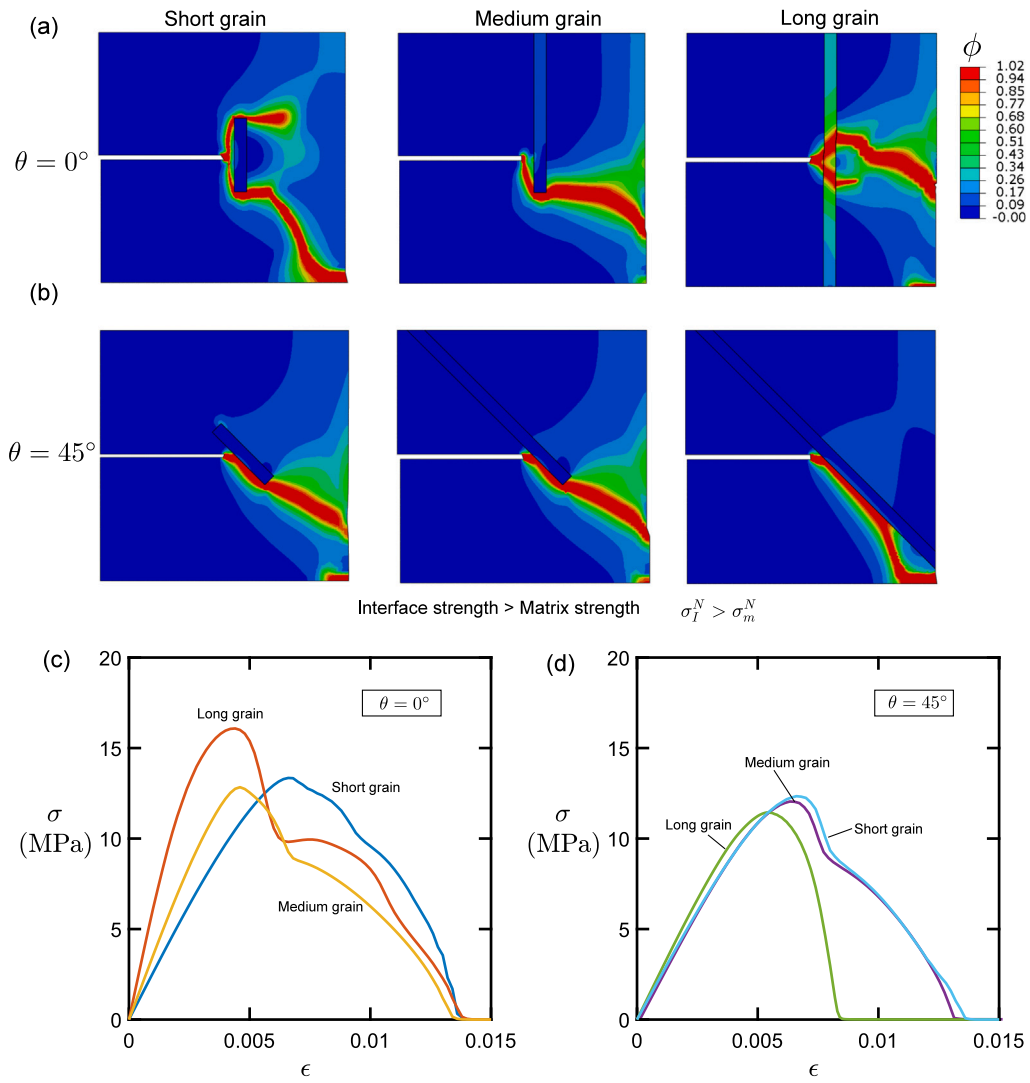 Short grain Medium grain Long grain
(a)
ϕ
1.02
0.94
0.85
0.77
0.68
0.60
0.51
0.43
0.34
0.26
0.17
0.09
-0.00
θ = 0°
(b)
θ = 45°
Interface strength > Matrix strength σ_I^N > σ_m^N
(c)
20
15
10
5
0
σ
(MPa)
θ = 0°
Long grain
Short grain
Medium grain
0 0.005 0.01 0.015
ϵ
(d)
20
15
10
5
0
σ
(MPa)
θ = 45°
Medium grain
Long grain
Short grain
0 0.005 0.01 0.015
ϵ